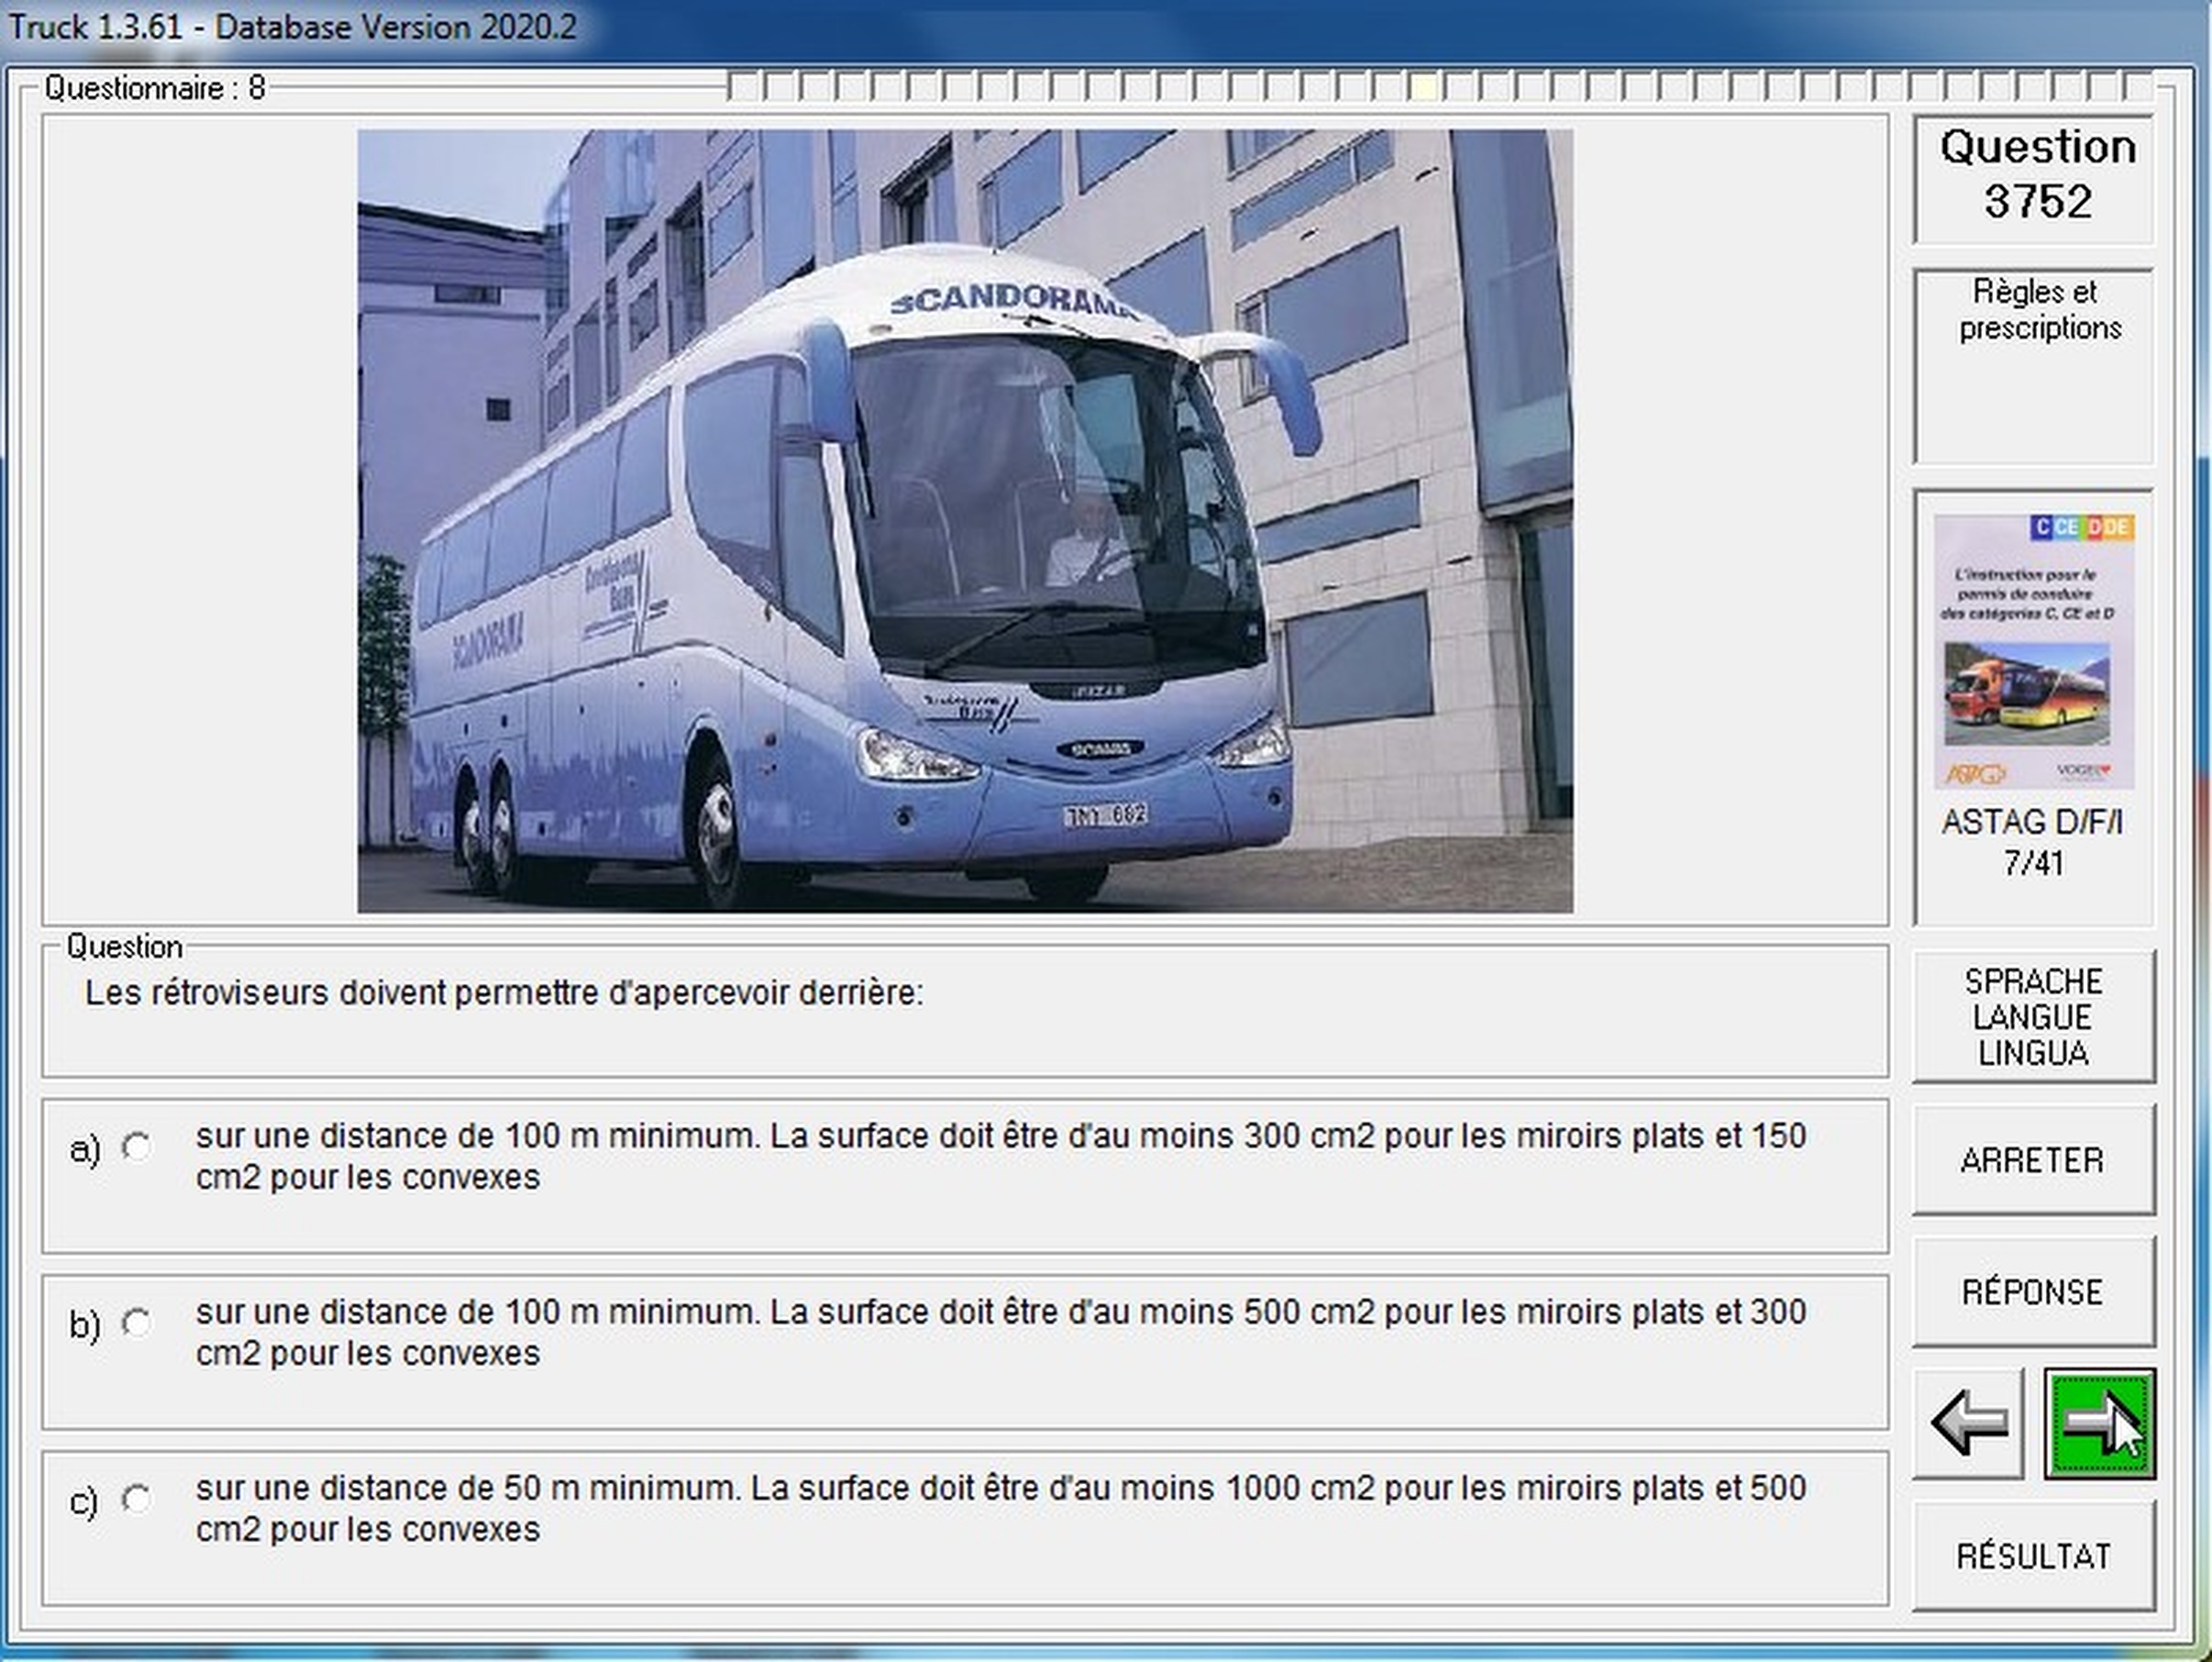 Truck 1.3.61 - Database Version 2020.2
Questionnaire : 8
SCANDORAMA
SCANDORAMA
Buss
Buss
IRIZAR
SCANIA
Question
3752
Règles et
prescriptions
C CE D DE
L'instruction pour le
permis de conduire
des catégories C, CE et D
ASTAG
VOGEL
ASTAG D/F/I
7/41
Question
Les rétroviseurs doivent permettre d'apercevoir derrière:
a) sur une distance de 100 m minimum. La surface doit être d'au moins 300 cm2 pour les miroirs plats et 150
cm2 pour les convexes
b) sur une distance de 100 m minimum. La surface doit être d'au moins 500 cm2 pour les miroirs plats et 300
cm2 pour les convexes
c) sur une distance de 50 m minimum. La surface doit être d'au moins 1000 cm2 pour les miroirs plats et 500
cm2 pour les convexes
SPRACHE
LANGUE
LINGUA
ARRETER
RÉPONSE
RÉSULTAT